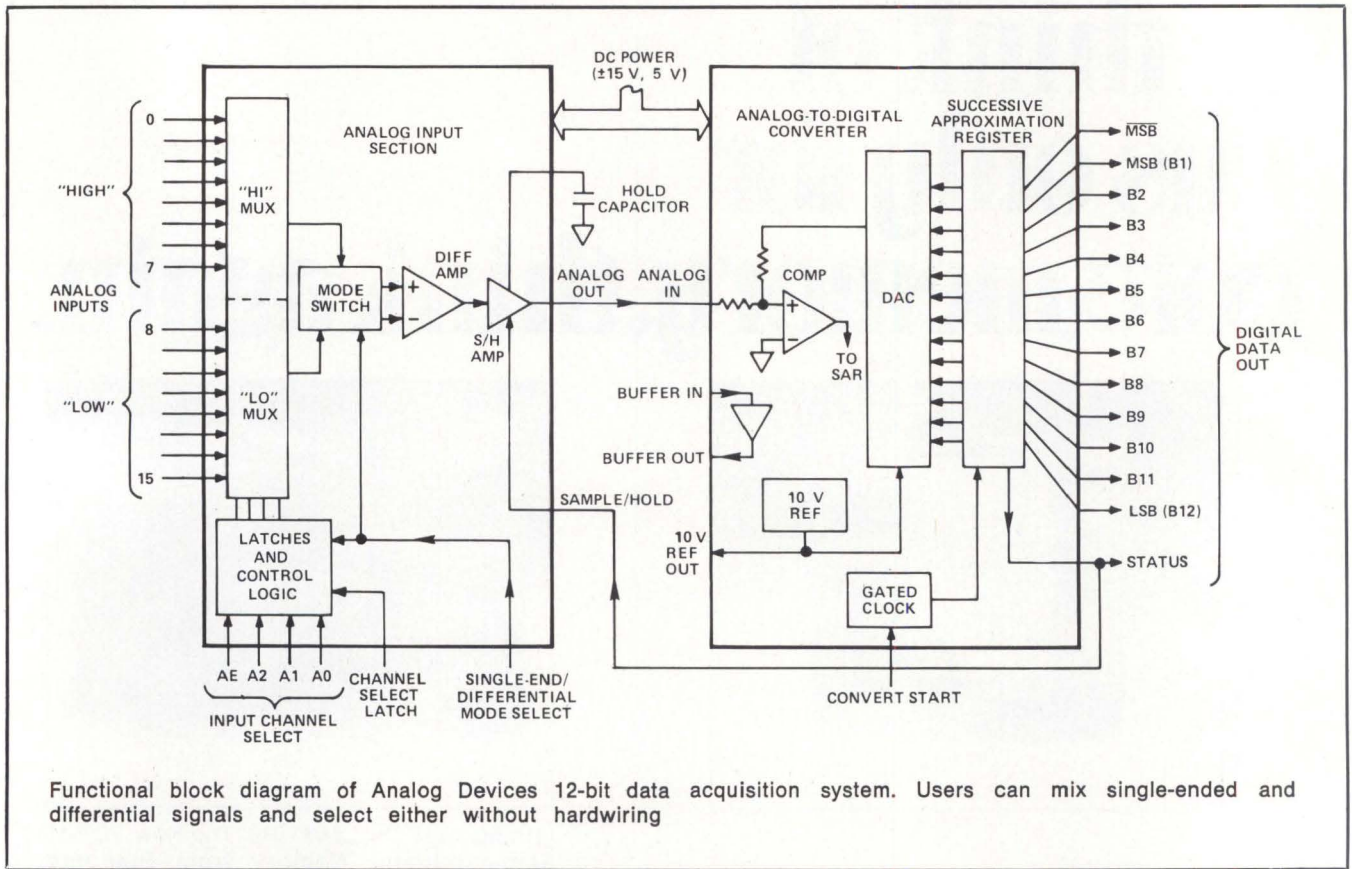 DC POWER
(±15 V, 5 V)
0
"HIGH"
7
ANALOG
INPUTS
8
"LOW"
15
"HI"
MUX
"LO"
MUX
ANALOG INPUT
SECTION
MODE
SWITCH
DIFF
AMP
+
−
S/H
AMP
HOLD
CAPACITOR
ANALOG
OUT
ANALOG
IN
LATCHES
AND
CONTROL
LOGIC
AE A2 A1 A0
INPUT CHANNEL
SELECT
CHANNEL
SELECT
LATCH
SINGLE-END/
DIFFERENTIAL
MODE SELECT
SAMPLE/HOLD
ANALOG-TO-DIGITAL
CONVERTER
SUCCESSIVE
APPROXIMATION
REGISTER
COMP
+
−
TO
SAR
DAC
BUFFER IN
BUFFER OUT
10 V
REF
10 V
REF
OUT
GATED
CLOCK
CONVERT START
MSB
MSB (B1)
B2
B3
B4
B5
B6
B7
B8
B9
B10
B11
LSB (B12)
STATUS
DIGITAL
DATA
OUT
Functional block diagram of Analog Devices 12-bit data acquisition system. Users can mix single-ended and
differential signals and select either without hardwiring